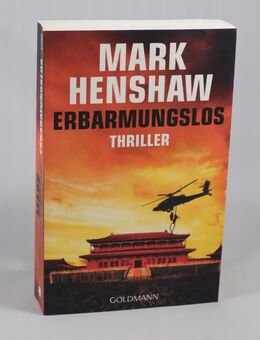 MARK
HENSHAW
ERBARMUNGSLOS
THRILLER
GOLDMANN